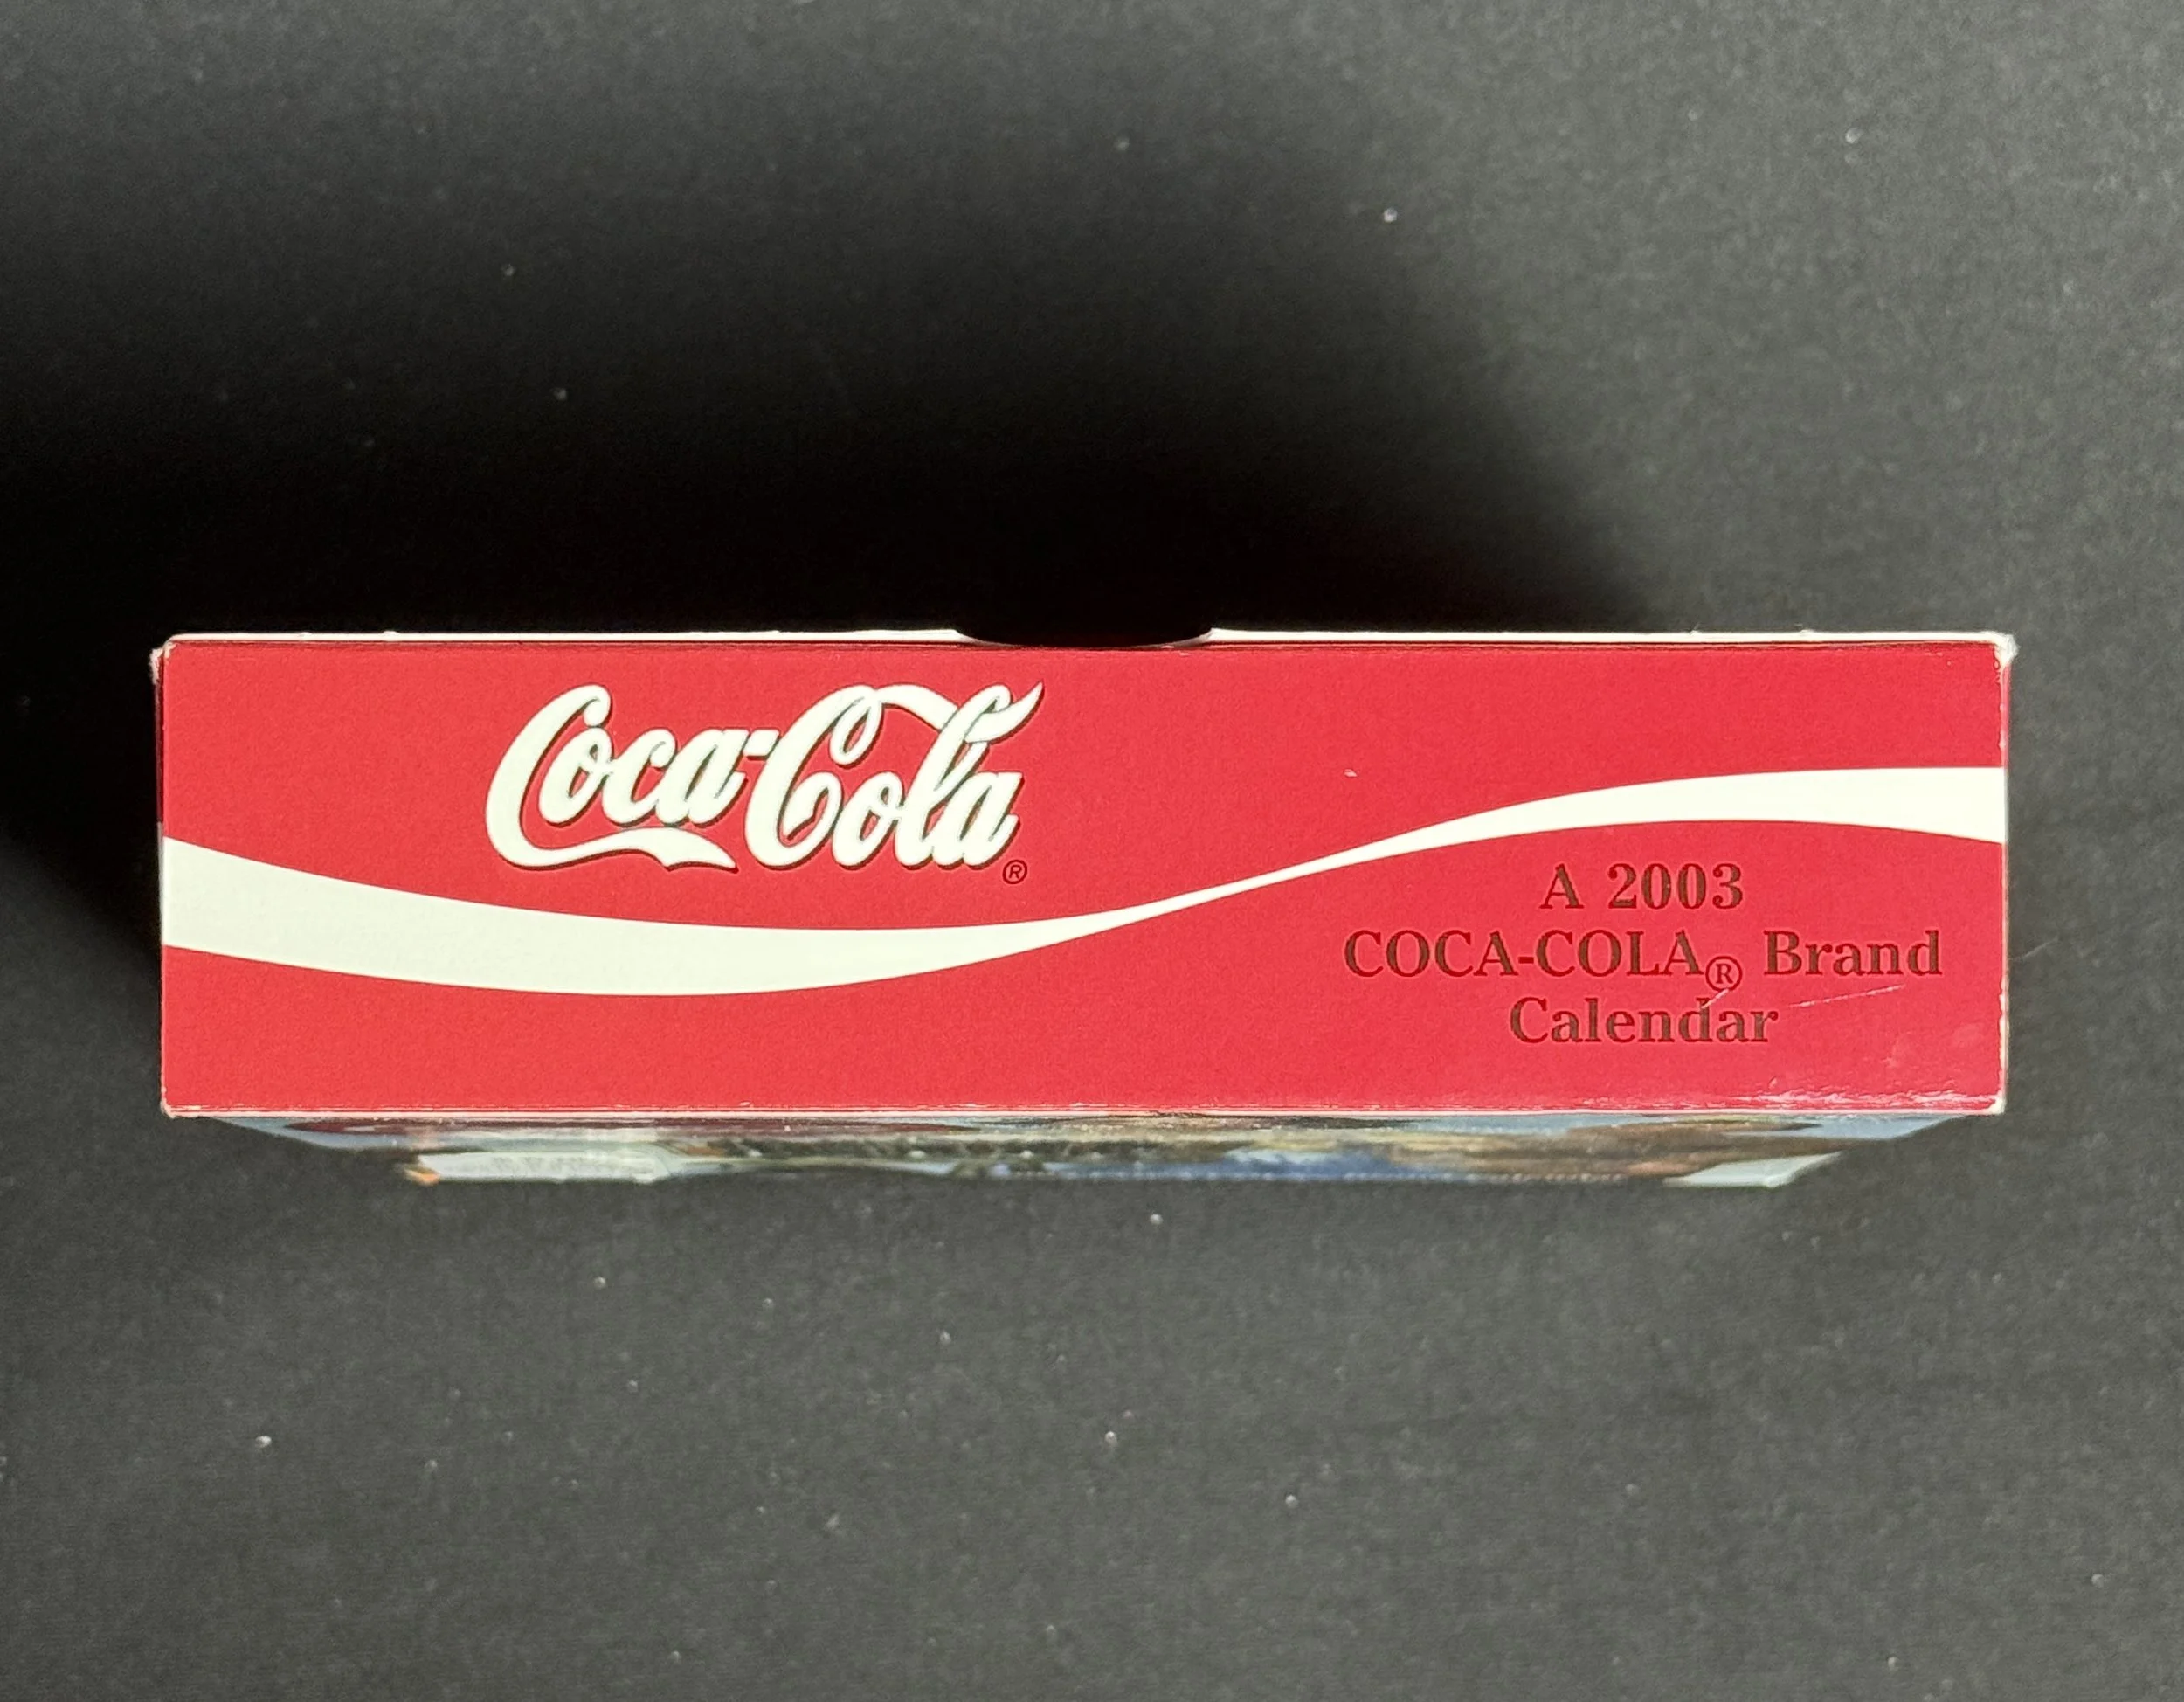 Coca-Cola®
A 2003
COCA-COLA® Brand
Calendar